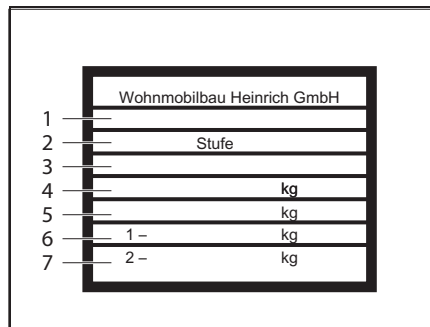 Wohnmobilbau Heinrich GmbH
1
2 Stufe
3
4 kg
5 kg
6 1 – kg
7 2 – kg